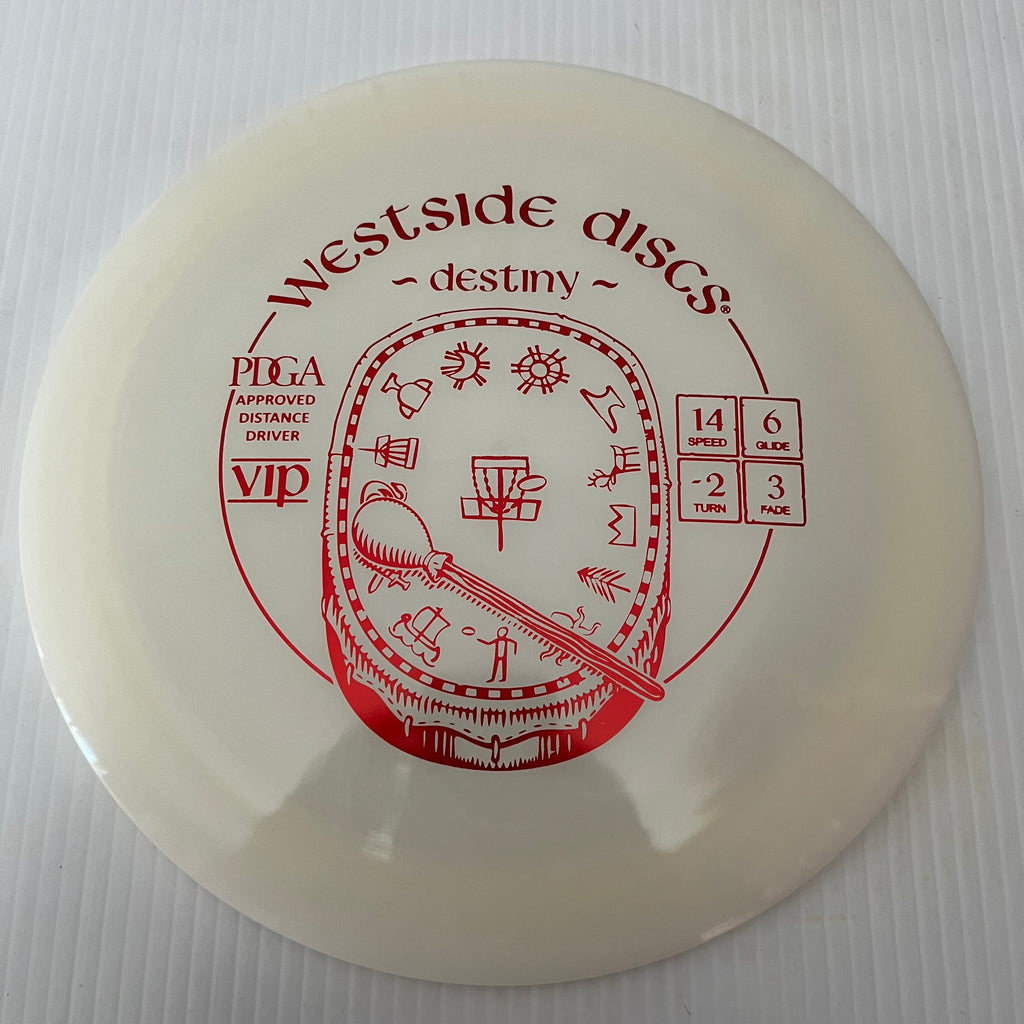 westside discs®
~ destiny ~
PDGA
APPROVED
DISTANCE
DRIVER
VIP
14
SPEED
6
GLIDE
-2
TURN
3
FADE